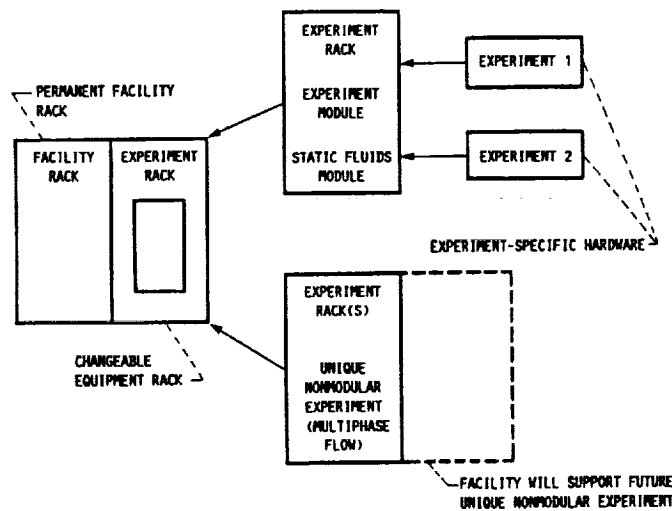 EXPERIMENT
RACK
EXPERIMENT
MODULE
STATIC FLUIDS
MODULE
EXPERIMENT 1
EXPERIMENT 2
EXPERIMENT-SPECIFIC HARDWARE
PERMANENT FACILITY
RACK
FACILITY
RACK
EXPERIMENT
RACK
CHANGEABLE
EQUIPMENT RACK
EXPERIMENT
RACK(S)
UNIQUE
NONMODULAR
EXPERIMENT
(MULTIPHASE
FLOW)
FACILITY WILL SUPPORT FUTURE
UNIQUE NONMODULAR EXPERIMENT